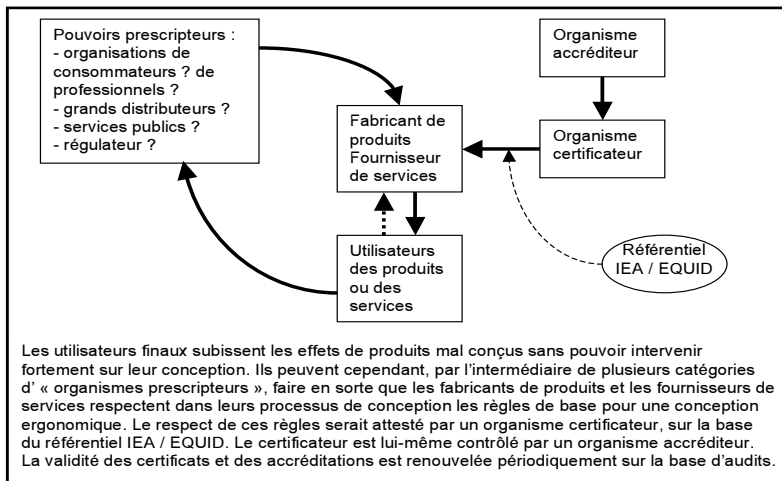 Pouvoirs prescripteurs :
- organisations de
consommateurs ? de
professionnels ?
- grands distributeurs ?
- services publics ?
- régulateur ?
Organisme
accréditeur
Fabricant de
produits
Fournisseur
de services
Organisme
certificateur
Utilisateurs
des produits
ou des
services
Référentiel
IEA / EQUID
Les utilisateurs finaux subissent les effets de produits mal conçus sans pouvoir intervenir
fortement sur leur conception. Ils peuvent cependant, par l'intermédiaire de plusieurs catégories
d' « organismes prescripteurs », faire en sorte que les fabricants de produits et les fournisseurs de
services respectent dans leurs processus de conception les règles de base pour une conception
ergonomique. Le respect de ces règles serait attesté par un organisme certificateur, sur la base
du référentiel IEA / EQUID. Le certificateur est lui-même contrôlé par un organisme accréditeur.
La validité des certificats et des accréditations est renouvelée périodiquement sur la base d'audits.